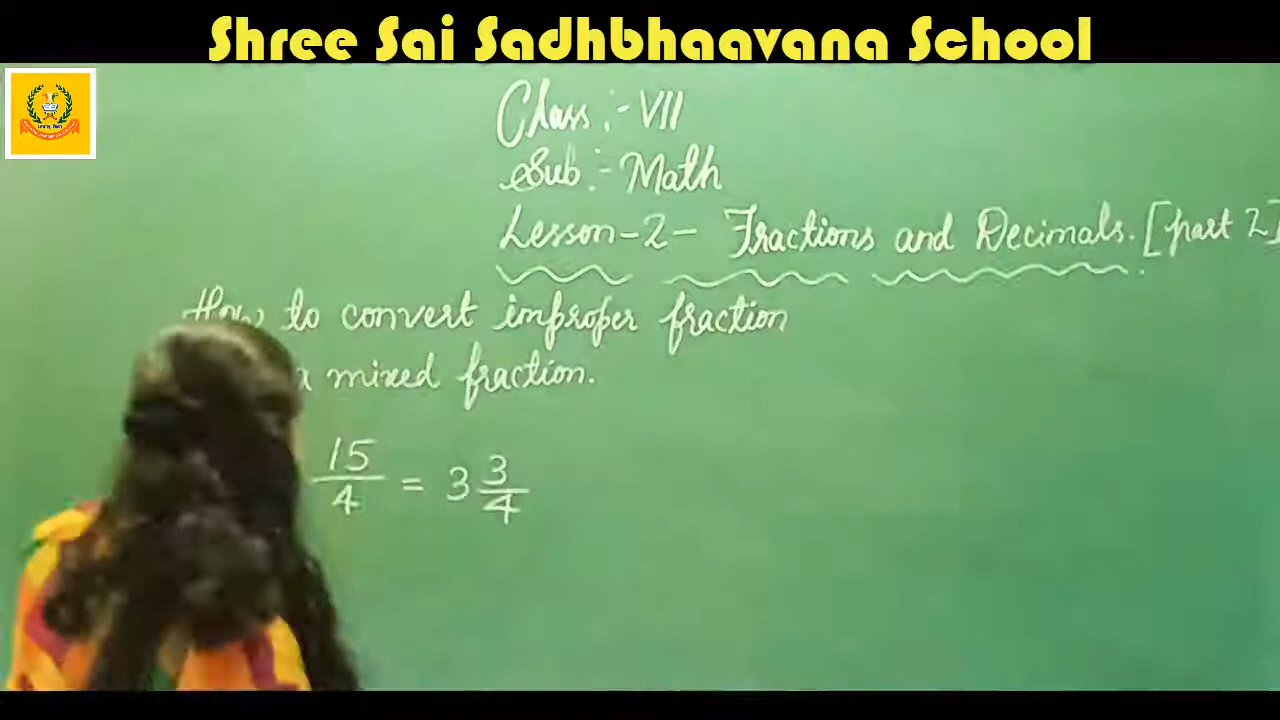 Shree Sai Sadhbhaavana School
Class :- VII
Sub :- Math
Lesson-2- Fractions and Decimals. [part 2]
How to convert improper fraction
a mixed fraction.
15/4 = 3 3/4